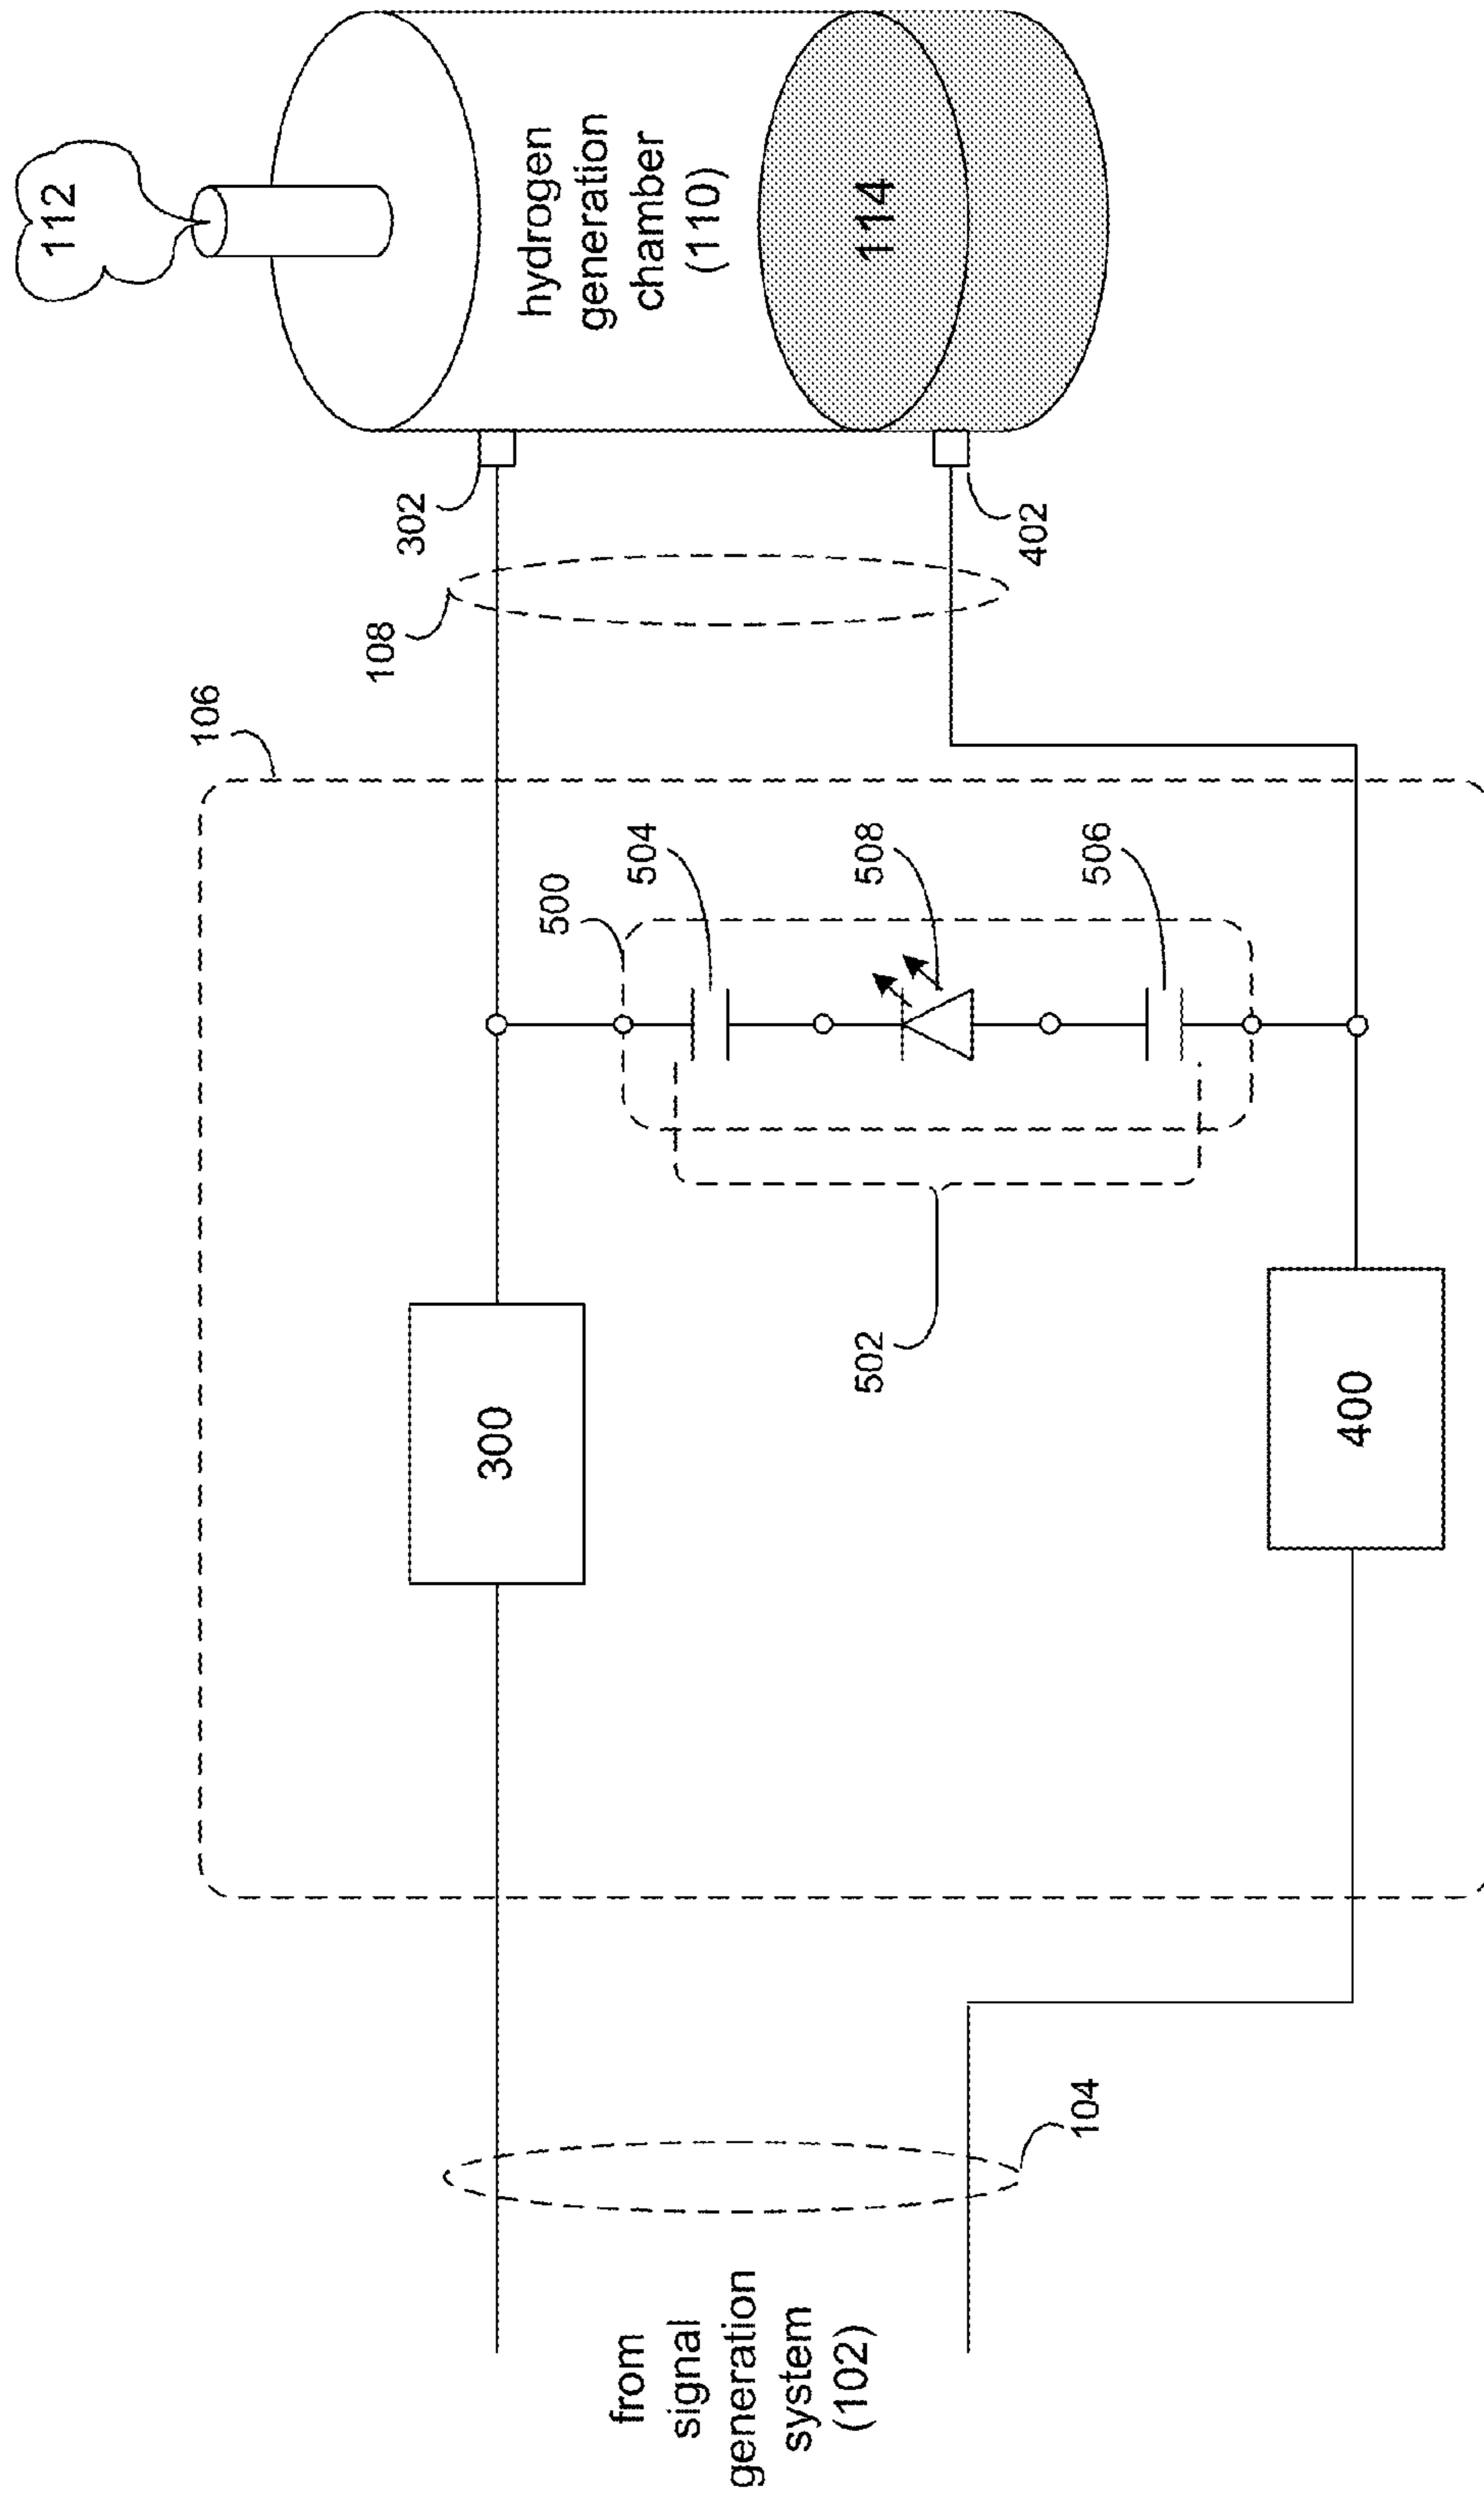 112
hydrogen
generation
chamber
(110)
114
302
402
108
106
500
504
508
506
502
300
400
104
from
signal
generation
system
(102)